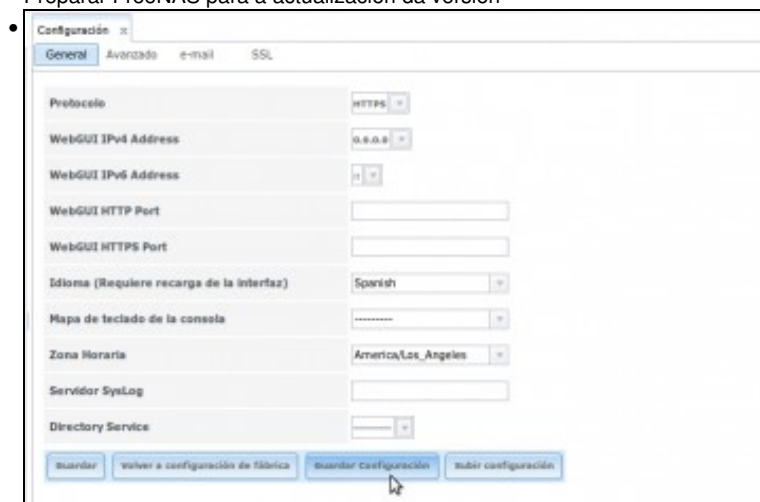 Preparar FreeNAS para a actualización da versión
Configuración x
General Avanzado e-mail SSL
Protocolo HTTPS
WebGUI IPv4 Address 0.0.0.0
WebGUI IPv6 Address ::
WebGUI HTTP Port
WebGUI HTTPS Port
Idioma (Requiere recarga de la interfaz) Spanish
Mapa de teclado de la consola ---------
Zona Horaria America/Los_Angeles
Servidor SysLog
Directory Service ---------
Guardar Volver a configuración de fábrica Guardar Configuración Subir configuración